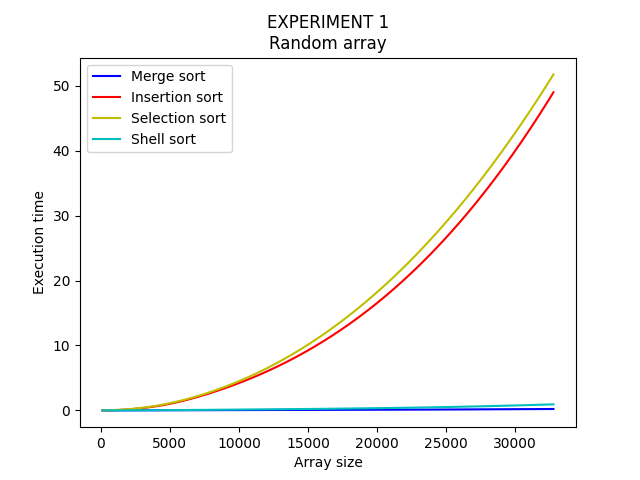 EXPERIMENT 1
Random array
Merge sort
Insertion sort
Selection sort
Shell sort
Execution time
50
40
30
20
10
0
0 5000 10000 15000 20000 25000 30000
Array size